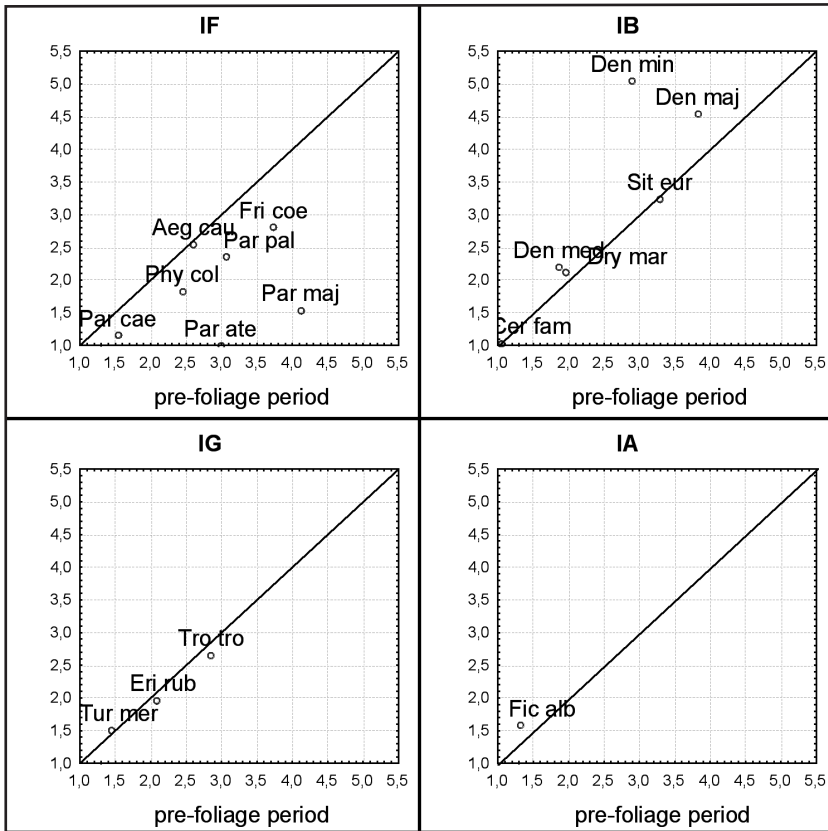 IF
5,5
5,0
4,5
4,0
3,5
3,0
2,5
2,0
1,5
1,0
Fri coe
Aeg cau
Par pal
Phy col
Par maj
Par cae
Par ate
1,0 1,5 2,0 2,5 3,0 3,5 4,0 4,5 5,0 5,5
pre-foliage period
IB
5,5
5,0
4,5
4,0
3,5
3,0
2,5
2,0
1,5
1,0
Den min
Den maj
Sit eur
Den med
Dry mar
Cer fam
1,0 1,5 2,0 2,5 3,0 3,5 4,0 4,5 5,0 5,5
pre-foliage period
IG
5,5
5,0
4,5
4,0
3,5
3,0
2,5
2,0
1,5
1,0
Tro tro
Eri rub
Tur mer
1,0 1,5 2,0 2,5 3,0 3,5 4,0 4,5 5,0 5,5
pre-foliage period
IA
5,5
5,0
4,5
4,0
3,5
3,0
2,5
2,0
1,5
1,0
Fic alb
1,0 1,5 2,0 2,5 3,0 3,5 4,0 4,5 5,0 5,5
pre-foliage period